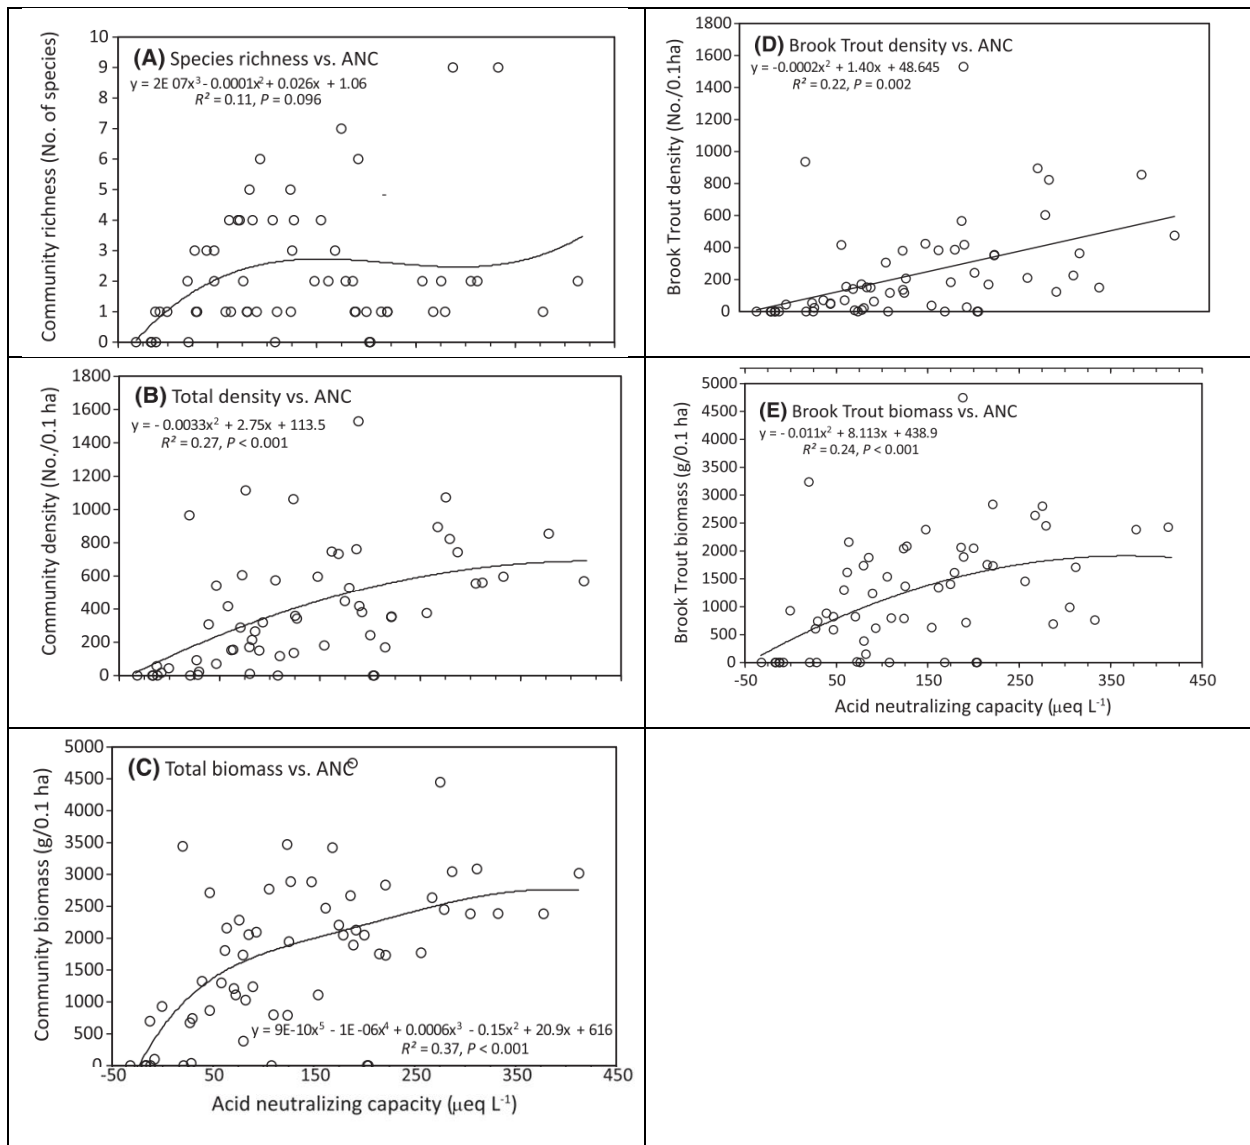 (A) Species richness vs. ANC
y = 2E 07x³ - 0.0001x² + 0.026x + 1.06
R² = 0.11, P = 0.096
Community richness (No. of species)
10
9
8
7
6
5
4
3
2
1
0
(D) Brook Trout density vs. ANC
y = -0.0002x² + 1.40x + 48.645
R² = 0.22, P = 0.002
Brook Trout density (No./0.1ha)
1800
1600
1400
1200
1000
800
600
400
200
0
(B) Total density vs. ANC
y = - 0.0033x² + 2.75x + 113.5
R² = 0.27, P < 0.001
Community density (No./0.1 ha)
1800
1600
1400
1200
1000
800
600
400
200
0
(E) Brook Trout biomass vs. ANC
y = - 0.011x² + 8.113x + 438.9
R² = 0.24, P < 0.001
Brook Trout biomass (g/0.1 ha)
5000
4500
4000
3500
3000
2500
2000
1500
1000
500
0
-50 50 150 250 350 450
Acid neutralizing capacity (μeq L⁻¹)
(C) Total biomass vs. ANC
y = 9E-10x⁵ - 1E -06x⁴ + 0.0006x³ - 0.15x² + 20.9x + 616
R² = 0.37, P < 0.001
Community biomass (g/0.1 ha)
5000
4500
4000
3500
3000
2500
2000
1500
1000
500
0
-50 50 150 250 350 450
Acid neutralizing capacity (μeq L⁻¹)